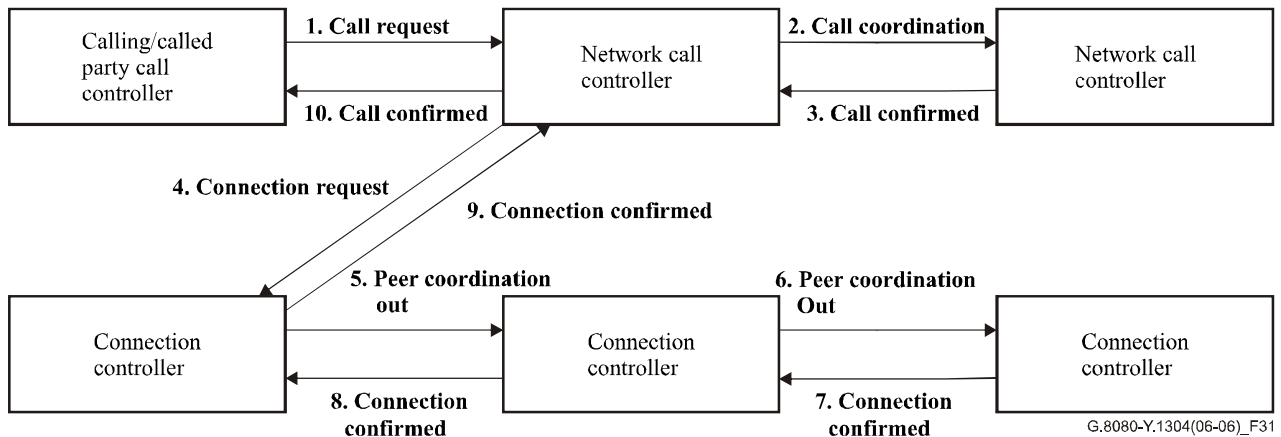 Calling/called
party call
controller
1. Call request
10. Call confirmed
Network call
controller
2. Call coordination
3. Call confirmed
Network call
controller
4. Connection request
9. Connection confirmed
Connection
controller
5. Peer coordination
out
8. Connection
confirmed
Connection
controller
6. Peer coordination
Out
7. Connection
confirmed
Connection
controller
G.8080-Y.1304(06-06)_F31